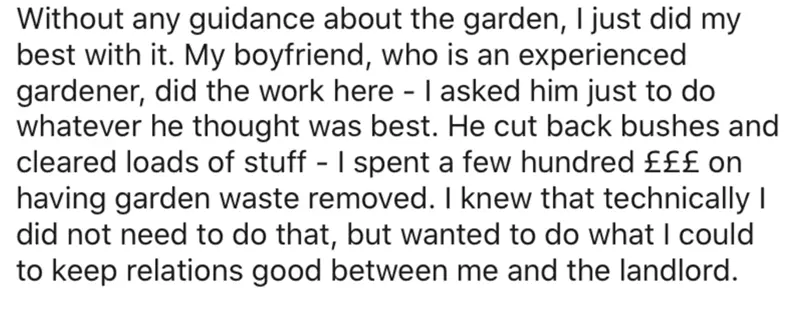 Without any guidance about the garden, I just did my
best with it. My boyfriend, who is an experienced
gardener, did the work here - I asked him just to do
whatever he thought was best. He cut back bushes and
cleared loads of stuff - I spent a few hundred £££ on
having garden waste removed. I knew that technically I
did not need to do that, but wanted to do what I could
to keep relations good between me and the landlord.